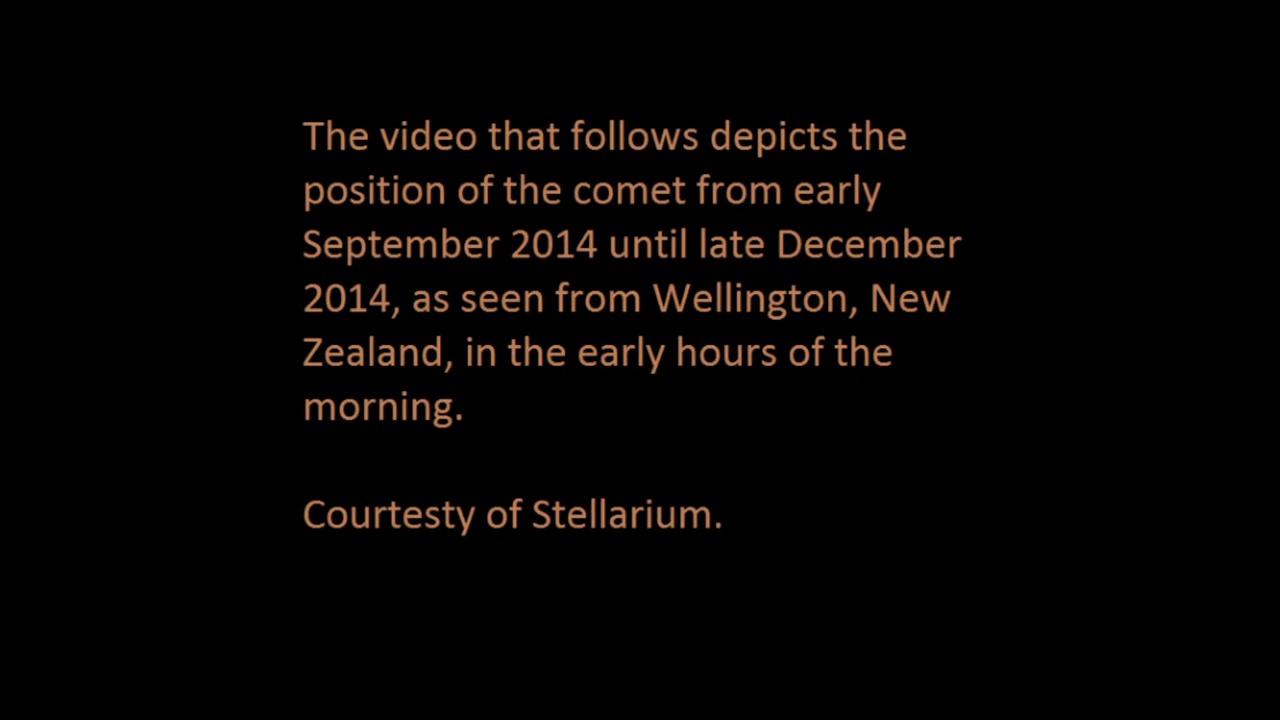 The video that follows depicts the
position of the comet from early
September 2014 until late December
2014, as seen from Wellington, New
Zealand, in the early hours of the
morning.
Courtesty of Stellarium.